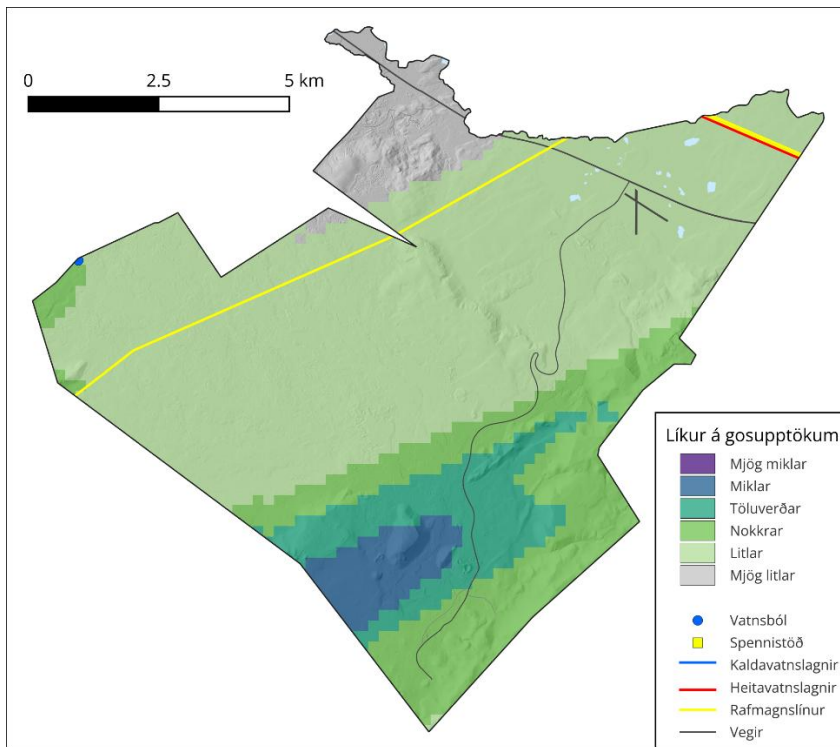 0 2.5 5 km
Líkur á gosupptökum
Mjög miklar
Miklar
Töluverðar
Nokkrar
Litlar
Mjög litlar
Vatnsból
Spennistöð
Kaldavatnslagnir
Heitavatnslagnir
Rafmagnslínur
Vegir